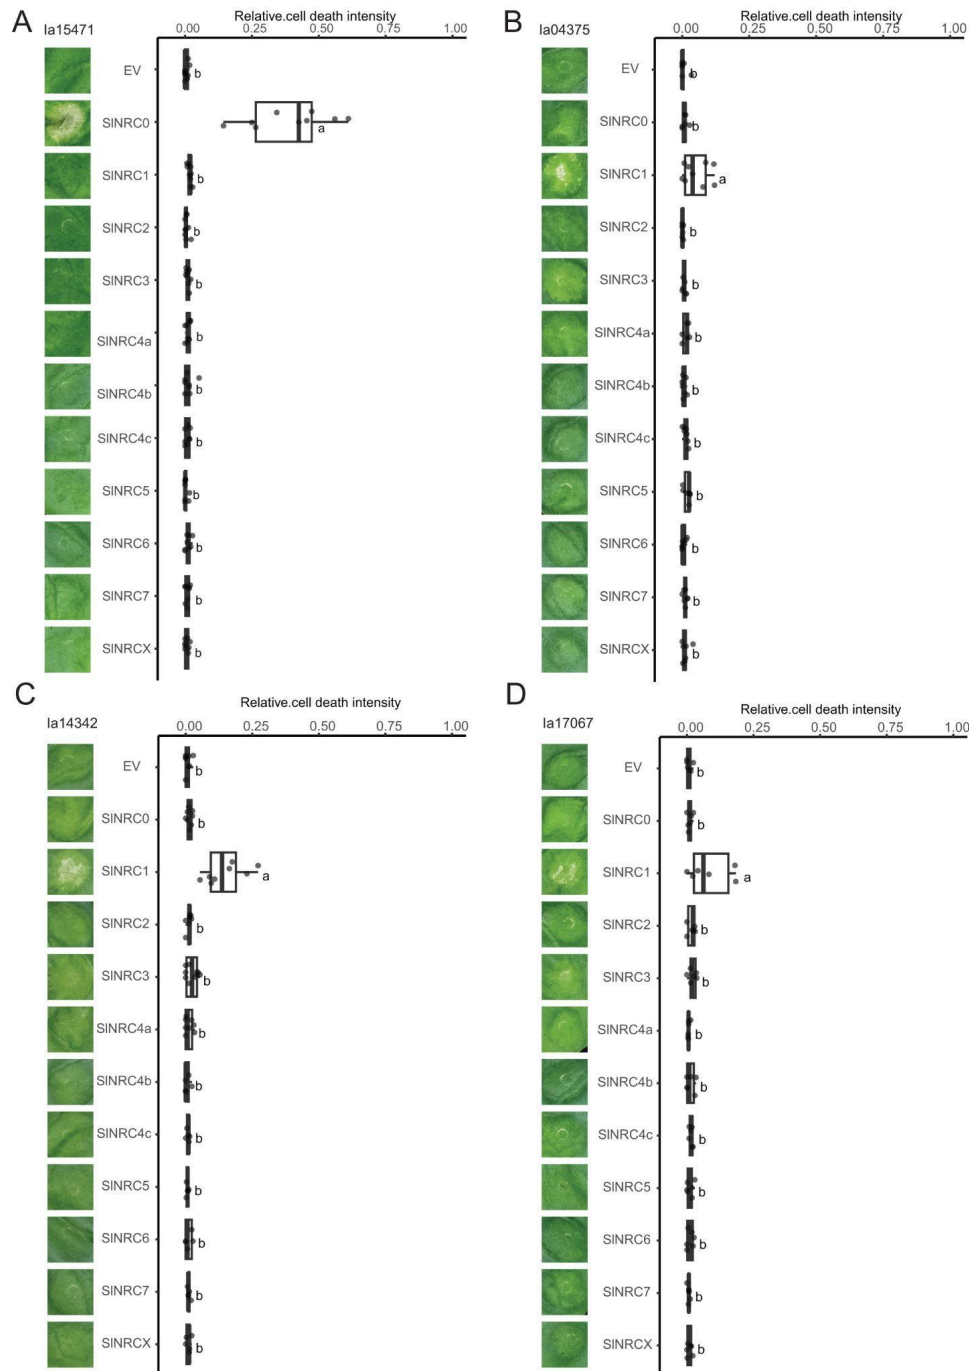 A
Ia15471
Relative.cell death intensity
0.00 0.25 0.50 0.75 1.00
EV b
SlNRC0 a
SlNRC1 b
SlNRC2 b
SlNRC3 b
SlNRC4a b
SlNRC4b b
SlNRC4c b
SlNRC5 b
SlNRC6 b
SlNRC7 b
SlNRCX b
B
Ia04375
Relative.cell death intensity
0.00 0.25 0.50 0.75 1.00
EV b
SlNRC0 b
SlNRC1 a
SlNRC2 b
SlNRC3 b
SlNRC4a b
SlNRC4b b
SlNRC4c b
SlNRC5 b
SlNRC6 b
SlNRC7 b
SlNRCX b
C
Ia14342
Relative.cell death intensity
0.00 0.25 0.50 0.75 1.00
EV b
SlNRC0 b
SlNRC1 a
SlNRC2 b
SlNRC3 b
SlNRC4a b
SlNRC4b b
SlNRC4c b
SlNRC5 b
SlNRC6 b
SlNRC7 b
SlNRCX b
D
Ia17067
Relative.cell death intensity
0.00 0.25 0.50 0.75 1.00
EV b
SlNRC0 b
SlNRC1 a
SlNRC2 b
SlNRC3 b
SlNRC4a b
SlNRC4b b
SlNRC4c b
SlNRC5 b
SlNRC6 b
SlNRC7 b
SlNRCX b